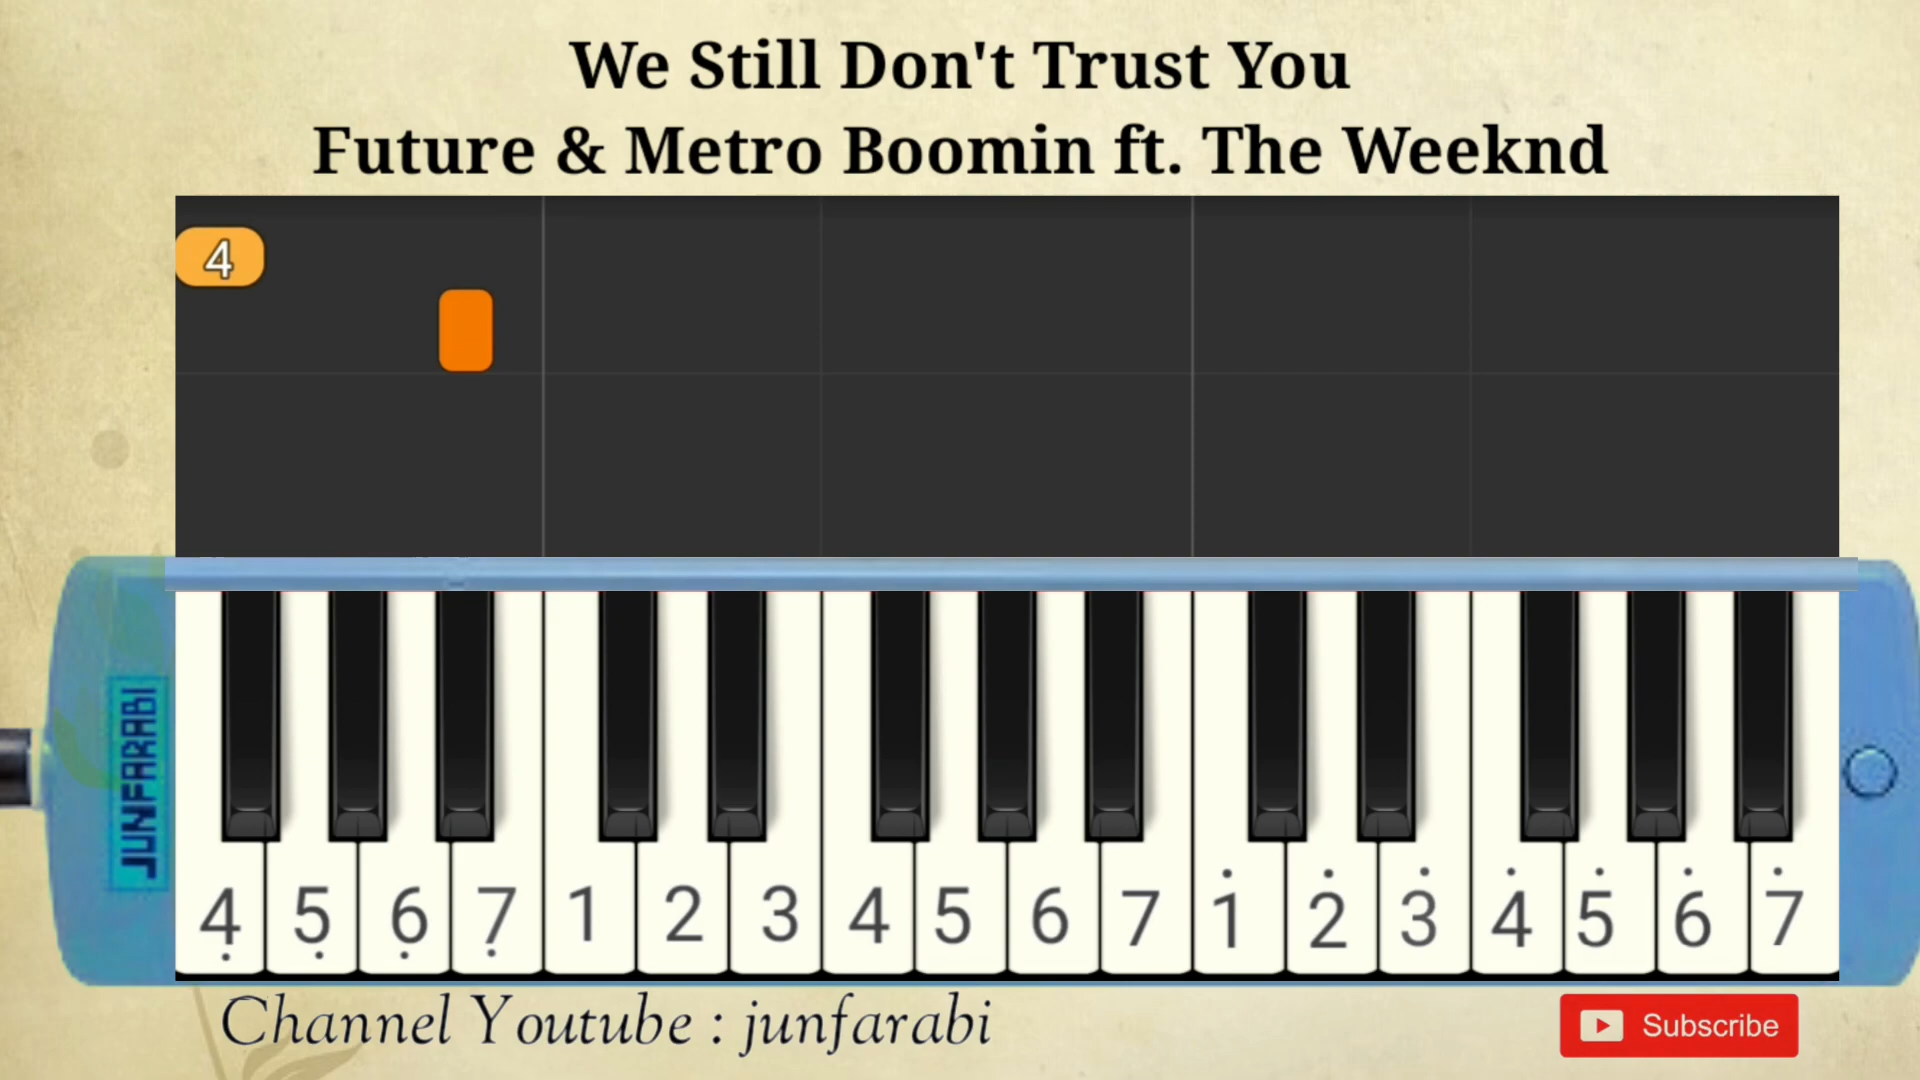 We Still Don't Trust You
Future & Metro Boomin ft. The Weeknd
4
JUNFARABI
4̣ 5̣ 6̣ 7̣ 1 2 3 4 5 6 7 1̇ 2̇ 3̇ 4̇ 5̇ 6̇ 7̇
Channel Youtube : junfarabi
Subscribe